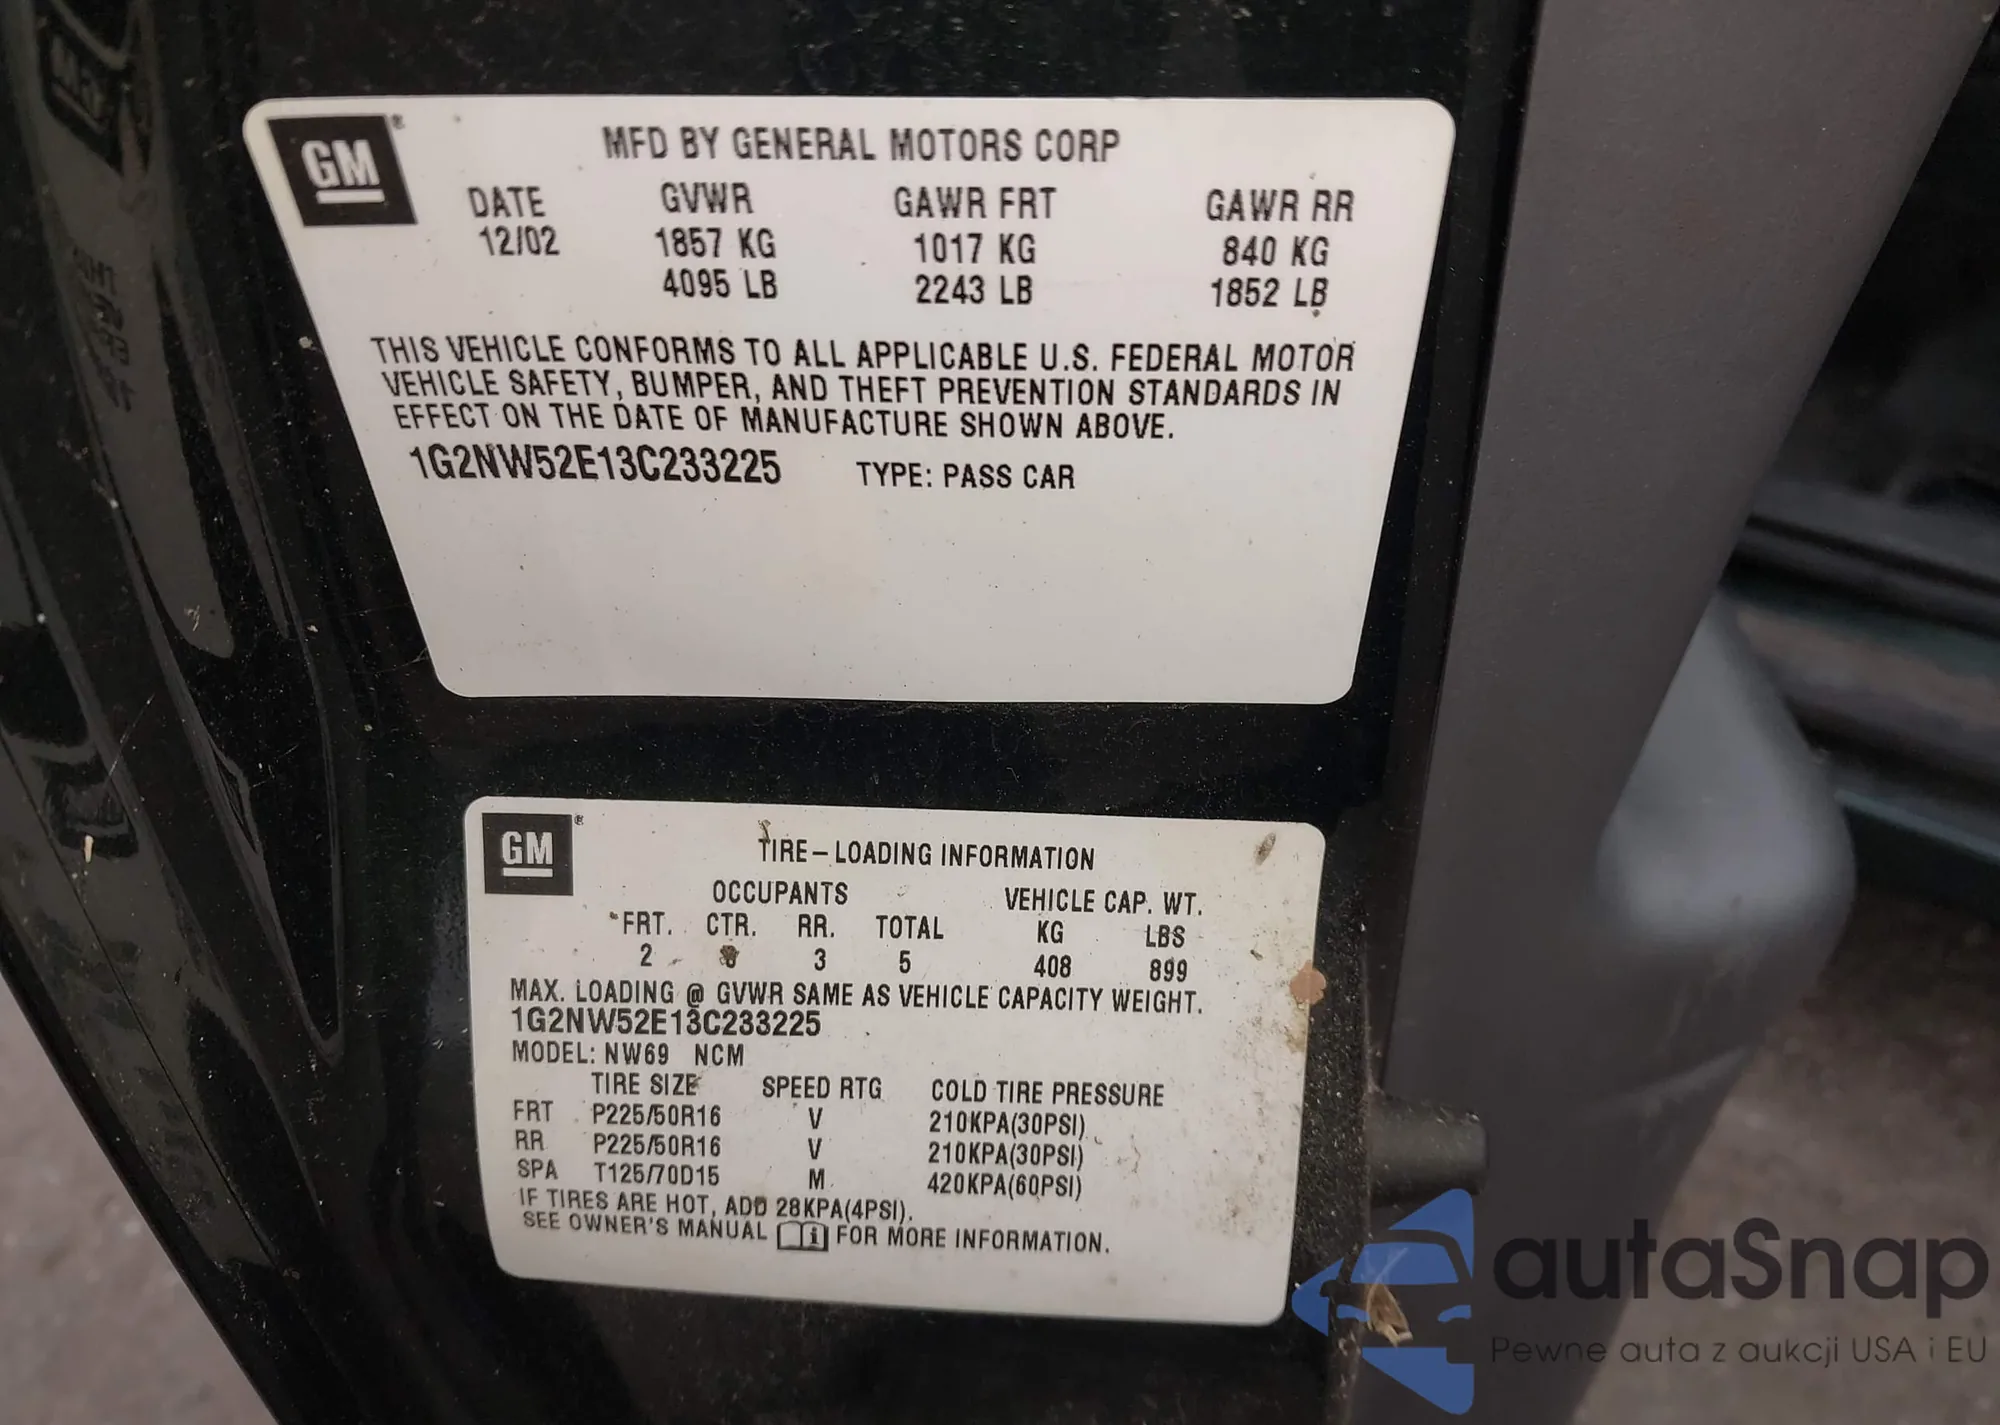 GM ®
MFD BY GENERAL MOTORS CORP
DATE GVWR GAWR FRT GAWR RR
12/02 1857 KG 1017 KG 840 KG
4095 LB 2243 LB 1852 LB
THIS VEHICLE CONFORMS TO ALL APPLICABLE U.S. FEDERAL MOTOR
VEHICLE SAFETY, BUMPER, AND THEFT PREVENTION STANDARDS IN
EFFECT ON THE DATE OF MANUFACTURE SHOWN ABOVE.
1G2NW52E13C233225 TYPE: PASS CAR
GM ®
TIRE-LOADING INFORMATION
OCCUPANTS VEHICLE CAP. WT.
FRT. CTR. RR. TOTAL KG LBS
2 3 5 408 899
MAX. LOADING @ GVWR SAME AS VEHICLE CAPACITY WEIGHT.
1G2NW52E13C233225
MODEL: NW69 NCM
TIRE SIZE SPEED RTG COLD TIRE PRESSURE
FRT P225/50R16 V 210KPA(30PSI)
RR P225/50R16 V 210KPA(30PSI)
SPA T125/70D15 M 420KPA(60PSI)
IF TIRES ARE HOT, ADD 28KPA(4PSI).
SEE OWNER'S MANUAL i FOR MORE INFORMATION.
autaSnap
Pewne auta z aukcji USA i EU